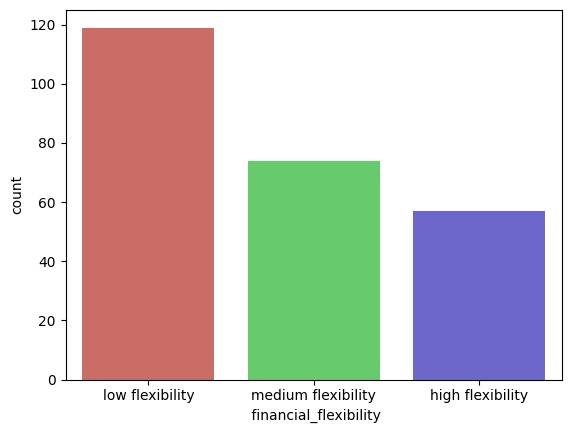 120
100
80
60
40
20
0
count
low flexibility
medium flexibility
high flexibility
financial_flexibility